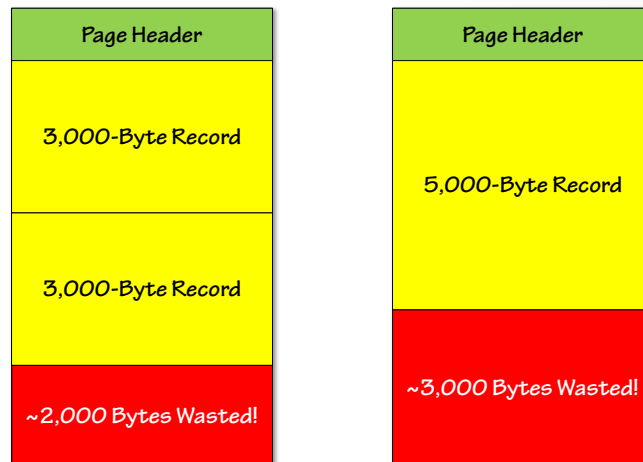 Page Header
3,000-Byte Record
3,000-Byte Record
~2,000 Bytes Wasted!
Page Header
5,000-Byte Record
~3,000 Bytes Wasted!